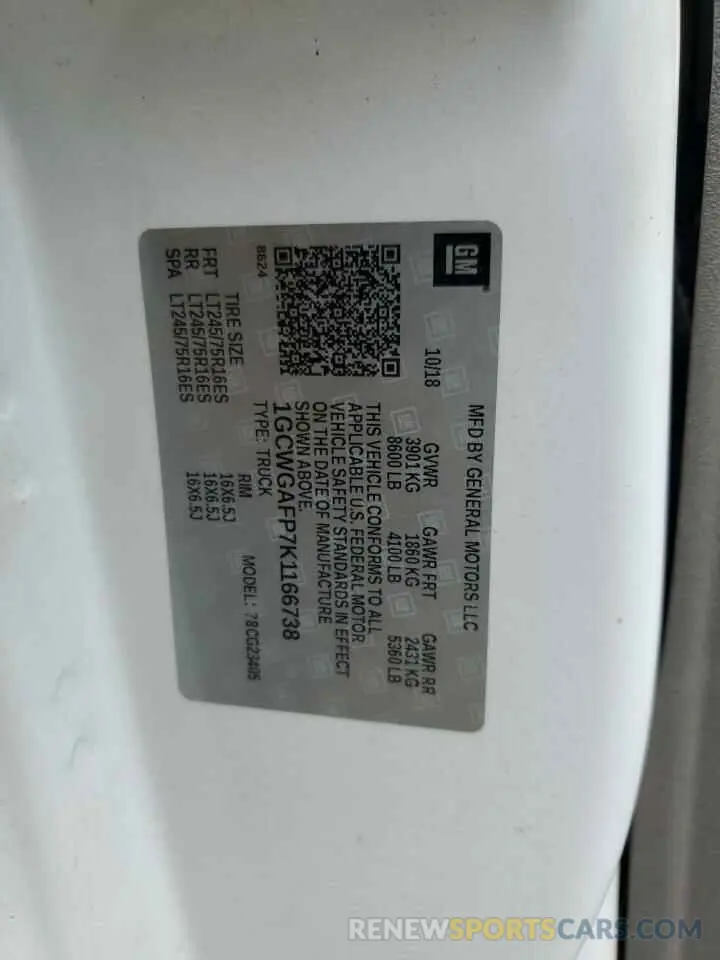 GM
MFD BY GENERAL MOTORS LLC
10/18
GVWR GAWR FRT GAWR RR
3901 KG 1860 KG 2431 KG
8600 LB 4100 LB 5360 LB
THIS VEHICLE CONFORMS TO ALL
APPLICABLE U.S. FEDERAL MOTOR
VEHICLE SAFETY STANDARDS IN EFFECT
ON THE DATE OF MANUFACTURE
SHOWN ABOVE.
1GCWGAFP7K1166738
8624 TYPE: TRUCK MODEL: 78CG23405
TIRE SIZE RIM
FRT LT245/75R16ES 16X6.5J
RR LT245/75R16ES 16X6.5J
SPA LT245/75R16ES 16X6.5J
RENEWSPORTSCARS.COM